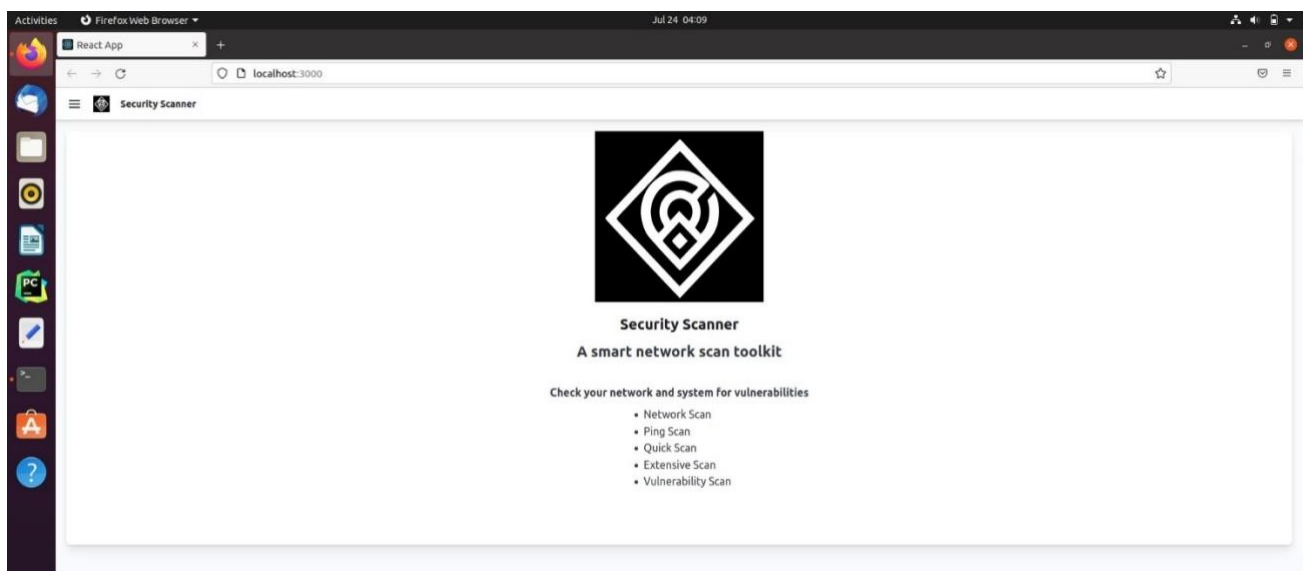 Activities Firefox Web Browser Jul 24 04:09
React App
localhost:3000
Security Scanner
PC
Security Scanner
A smart network scan toolkit
Check your network and system for vulnerabilities
• Network Scan
• Ping Scan
• Quick Scan
• Extensive Scan
• Vulnerability Scan